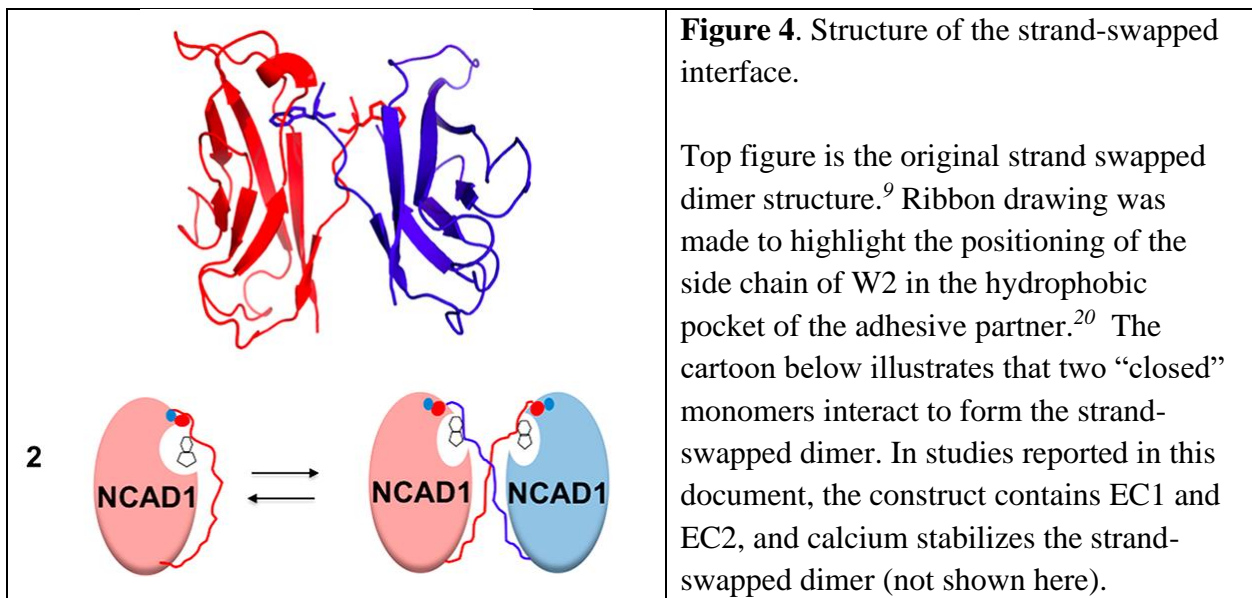 2
NCAD1
NCAD1
NCAD1
Figure 4. Structure of the strand-swapped
interface.
Top figure is the original strand swapped
dimer structure.9 Ribbon drawing was
made to highlight the positioning of the
side chain of W2 in the hydrophobic
pocket of the adhesive partner.20 The
cartoon below illustrates that two “closed”
monomers interact to form the strand-
swapped dimer. In studies reported in this
document, the construct contains EC1 and
EC2, and calcium stabilizes the strand-
swapped dimer (not shown here).